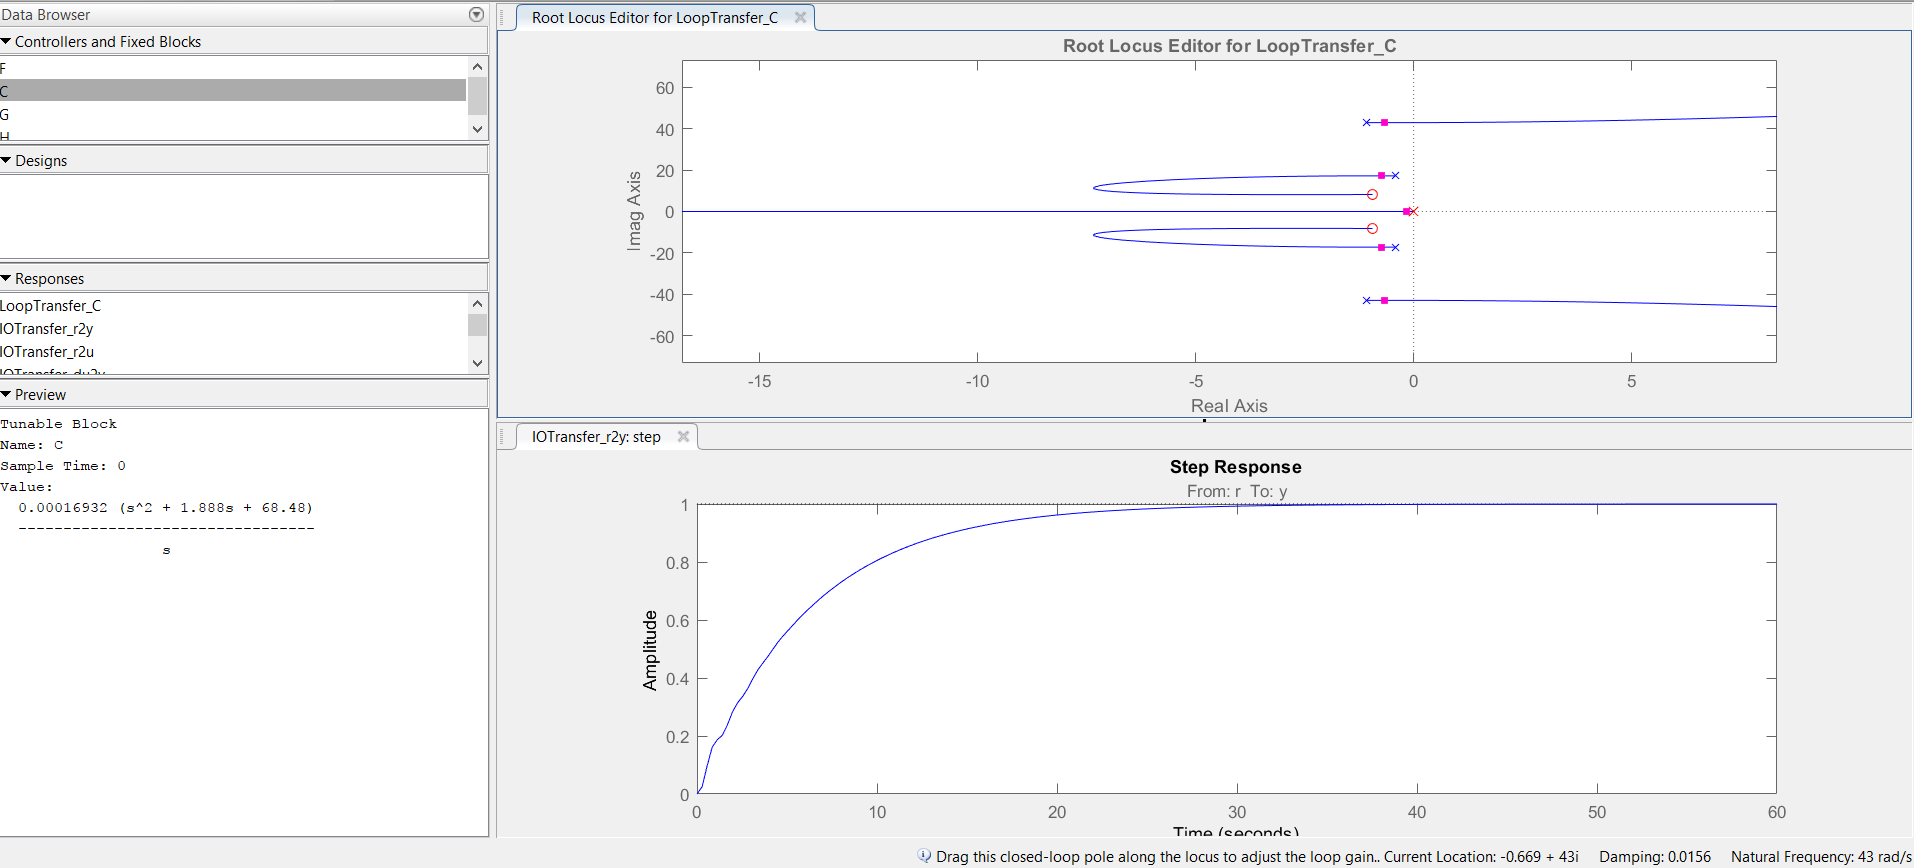 Data Browser
Controllers and Fixed Blocks
F
C
G
H
Designs
Responses
LoopTransfer_C
IOTransfer_r2y
IOTransfer_r2u
IOTransfer_du2y
Preview
Tunable Block
Name: C
Sample Time: 0
Value:
0.00016932 (s^2 + 1.888s + 68.48)
---------------------------------
s
Root Locus Editor for LoopTransfer_C
Root Locus Editor for LoopTransfer_C
60
40
20
0
-20
-40
-60
Imag Axis
-15 -10 -5 0 5
Real Axis
IOTransfer_r2y: step
Step Response
From: r To: y
1
0.8
0.6
0.4
0.2
0
Amplitude
0 10 20 30 40 50 60
Time (seconds)
Drag this closed-loop pole along the locus to adjust the loop gain.. Current Location: -0.669 + 43i Damping: 0.0156 Natural Frequency: 43 rad/s